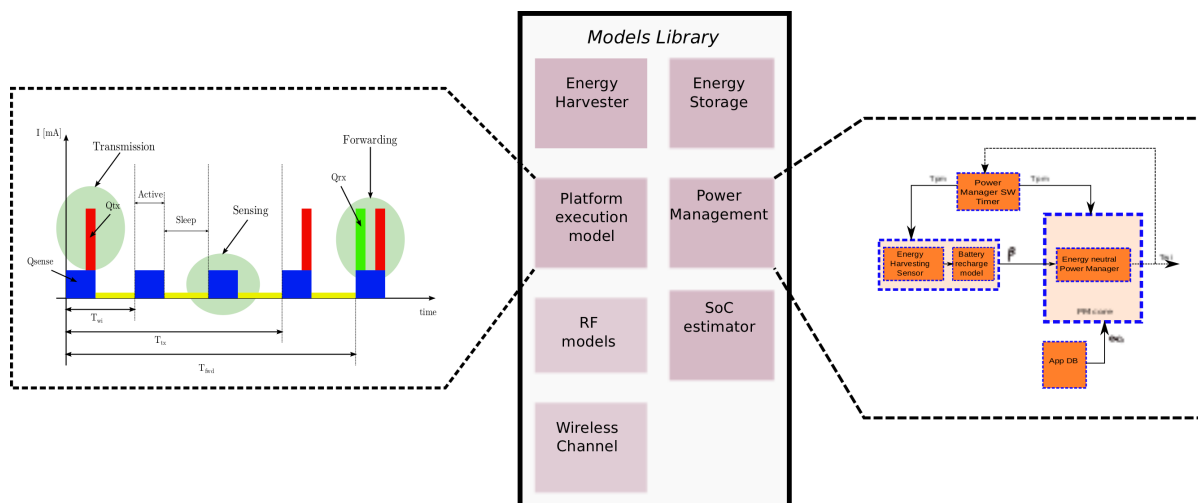 Models Library
Energy
Harvester
Energy
Storage
Platform
execution
model
Power
Management
RF
models
SoC
estimator
Wireless
Channel
I [mA]
Transmission
Forwarding
Qtx
Active
Sleep
Sensing
Qrx
Qsense
time
Twi
Ttx
Tfwd
Power
Manager SW
Timer
Energy
Harvesting
Sensor
Battery
recharge
model
Energy neutral
Power Manager
PM core
App DB